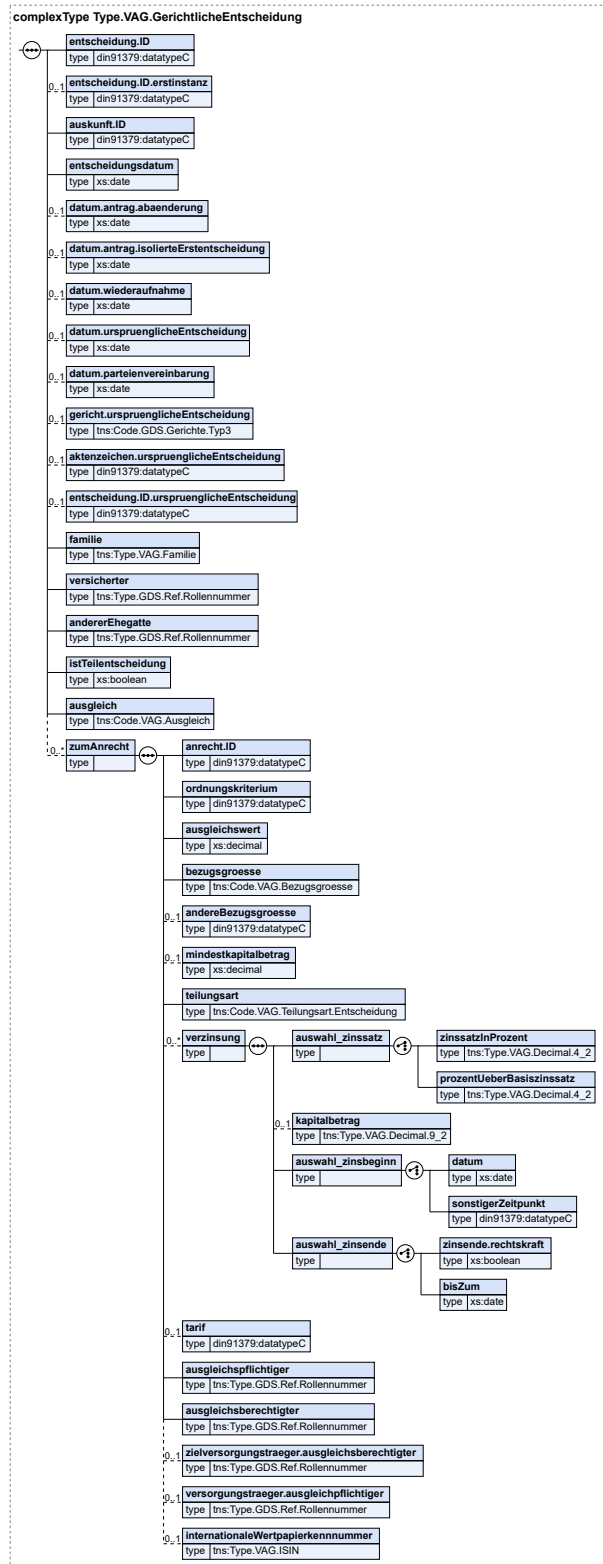 complexType Type.VAG.GerichtlicheEntscheidung
entscheidung.ID
type din91379:datatypeC
0..1 entscheidung.ID.erstinstanz
type din91379:datatypeC
auskunft.ID
type din91379:datatypeC
entscheidungsdatum
type xs:date
0..1 datum.antrag.abaenderung
type xs:date
0..1 datum.antrag.isolierteErstentscheidung
type xs:date
0..1 datum.wiederaufnahme
type xs:date
0..1 datum.urspruenglicheEntscheidung
type xs:date
0..1 datum.parteienvereinbarung
type xs:date
0..1 gericht.urspruenglicheEntscheidung
type tns:Code.GDS.Gerichte.Typ3
0..1 aktenzeichen.urspruenglicheEntscheidung
type din91379:datatypeC
0..1 entscheidung.ID.urspruenglicheEntscheidung
type din91379:datatypeC
familie
type tns:Type.VAG.Familie
versicherter
type tns:Type.GDS.Ref.Rollennummer
andererEhegatte
type tns:Type.GDS.Ref.Rollennummer
istTeilentscheidung
type xs:boolean
ausgleich
type tns:Code.VAG.Ausgleich
0..* zumAnrecht
type
anrecht.ID
type din91379:datatypeC
ordnungskriterium
type din91379:datatypeC
ausgleichswert
type xs:decimal
bezugsgroesse
type tns:Code.VAG.Bezugsgroesse
0..1 andereBezugsgroesse
type din91379:datatypeC
0..1 mindestkapitalbetrag
type xs:decimal
teilungsart
type tns:Code.VAG.Teilungsart.Entscheidung
0..* verzinsung
type
auswahl_zinssatz
type
zinssatzInProzent
type tns:Type.VAG.Decimal.4_2
prozentUeberBasiszinssatz
type tns:Type.VAG.Decimal.4_2
0..1 kapitalbetrag
type tns:Type.VAG.Decimal.9_2
auswahl_zinsbeginn
type
datum
type xs:date
sonstigerZeitpunkt
type din91379:datatypeC
auswahl_zinsende
type
zinsende.rechtskraft
type xs:boolean
bisZum
type xs:date
0..1 tarif
type din91379:datatypeC
ausgleichspflichtiger
type tns:Type.GDS.Ref.Rollennummer
ausgleichsberechtigter
type tns:Type.GDS.Ref.Rollennummer
0..1 zielversorgungstraeger.ausgleichsberechtigter
type tns:Type.GDS.Ref.Rollennummer
0..1 versorgungstraeger.ausgleichpflichtiger
type tns:Type.GDS.Ref.Rollennummer
0..1 internationaleWertpapierkennnummer
type tns:Type.VAG.ISIN